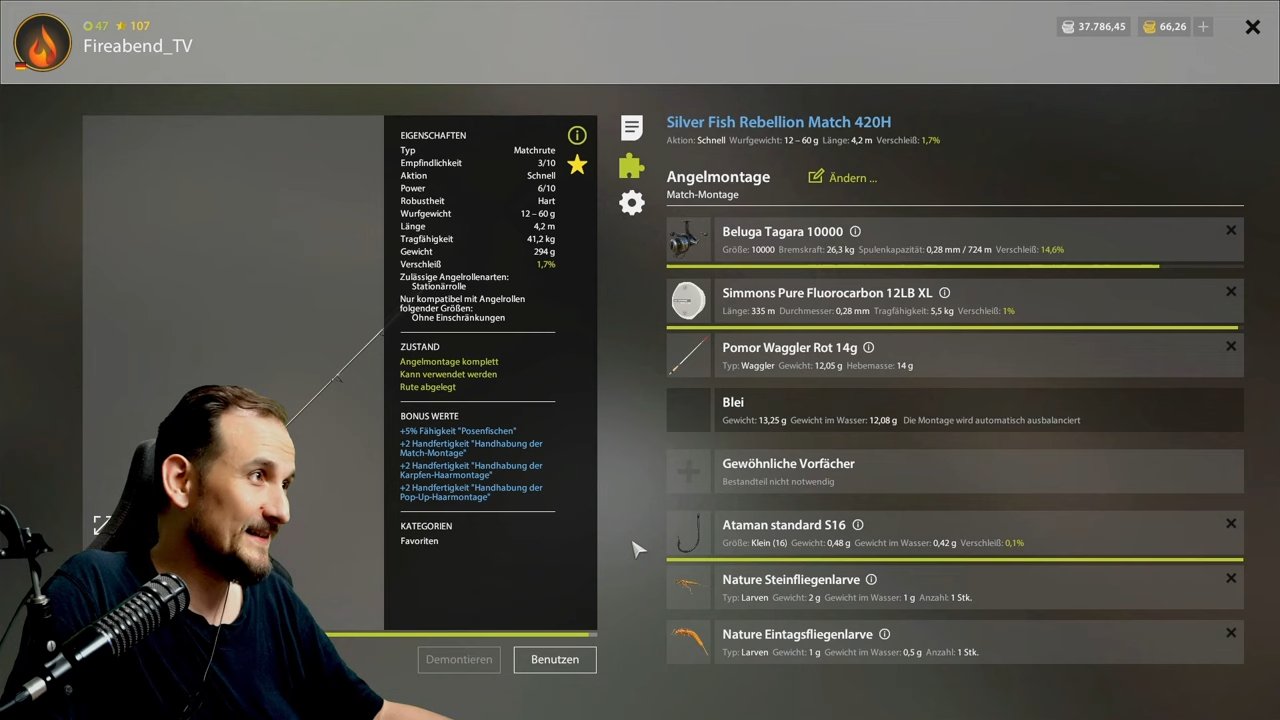 47 107
Fireabend_TV
37.786,45 66,26
EIGENSCHAFTEN
Typ Matchrute
Empfindlichkeit 3/10
Aktion Schnell
Power 6/10
Robustheit Hart
Wurfgewicht 12 – 60 g
Länge 4,2 m
Tragfähigkeit 41,2 kg
Gewicht 294 g
Verschleiß 1,7%
Zulässige Angelrollenarten:
Stationärrolle
Nur kompatibel mit Angelrollen
folgender Größen:
Ohne Einschränkungen
ZUSTAND
Angelmontage komplett
Kann verwendet werden
Rute abgelegt
BONUS WERTE
+5% Fähigkeit "Posenfischen"
+2 Handfertigkeit "Handhabung der
Match-Montage"
+2 Handfertigkeit "Handhabung der
Karpfen-Haarmontage"
+2 Handfertigkeit "Handhabung der
Pop-Up-Haarmontage"
KATEGORIEN
Favoriten
Demontieren Benutzen
Silver Fish Rebellion Match 420H
Aktion: Schnell Wurfgewicht: 12 – 60 g Länge: 4,2 m Verschleiß: 1,7%
Angelmontage Ändern ...
Match-Montage
Beluga Tagara 10000
Größe: 10000 Bremskraft: 26,3 kg Spulenkapazität: 0,28 mm / 724 m Verschleiß: 14,6%
Simmons Pure Fluorocarbon 12LB XL
Länge: 335 m Durchmesser: 0,28 mm Tragfähigkeit: 5,5 kg Verschleiß: 1%
Pomor Waggler Rot 14g
Typ: Waggler Gewicht: 12,05 g Hebemasse: 14 g
Blei
Gewicht: 13,25 g Gewicht im Wasser: 12,08 g Die Montage wird automatisch ausbalanciert
Gewöhnliche Vorfächer
Bestandteil nicht notwendig
Ataman standard S16
Größe: Klein (16) Gewicht: 0,48 g Gewicht im Wasser: 0,42 g Verschleiß: 0,1%
Nature Steinfliegenlarve
Typ: Larven Gewicht: 2 g Gewicht im Wasser: 1 g Anzahl: 1 Stk.
Nature Eintagsfliegenlarve
Typ: Larven Gewicht: 1 g Gewicht im Wasser: 0,5 g Anzahl: 1 Stk.